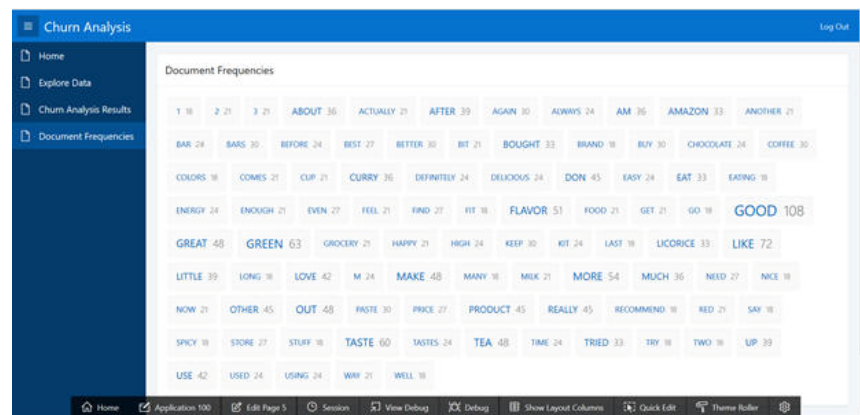 Churn Analysis Log Out
Home
Explore Data
Churn Analysis Results
Document Frequencies
Document Frequencies
1 18 2 21 3 21 ABOUT 36 ACTUALLY 21 AFTER 39 AGAIN 30 ALWAYS 24 AM 36 AMAZON 33 ANOTHER 21
BAR 24 BARS 30 BEFORE 24 BEST 27 BETTER 30 BIT 21 BOUGHT 33 BRAND 18 BUY 30 CHOCOLATE 24 COFFEE 30
COLORS 18 COMES 21 CUP 21 CURRY 36 DEFINITELY 24 DELICIOUS 24 DON 45 EASY 24 EAT 33 EATING 18
ENERGY 24 ENOUGH 21 EVEN 27 FEEL 21 FIND 27 FIT 18 FLAVOR 51 FOOD 21 GET 21 GO 18 GOOD 108
GREAT 48 GREEN 63 GROCERY 21 HAPPY 21 HIGH 24 KEEP 30 KIT 24 LAST 18 LICORICE 33 LIKE 72
LITTLE 39 LONG 18 LOVE 42 M 24 MAKE 48 MANY 18 MILK 21 MORE 54 MUCH 36 NEED 27 NICE 18
NOW 21 OTHER 45 OUT 48 PASTE 30 PRICE 27 PRODUCT 45 REALLY 45 RECOMMEND 18 RED 21 SAY 18
SPICY 18 STORE 27 STUFF 18 TASTE 60 TASTES 24 TEA 48 TIME 24 TRIED 33 TRY 18 TWO 18 UP 39
USE 42 USED 24 USING 24 WAY 21 WELL 18
Home Application 100 Edit Page 5 Session View Debug Debug Show Layout Columns Quick Edit Theme Roller